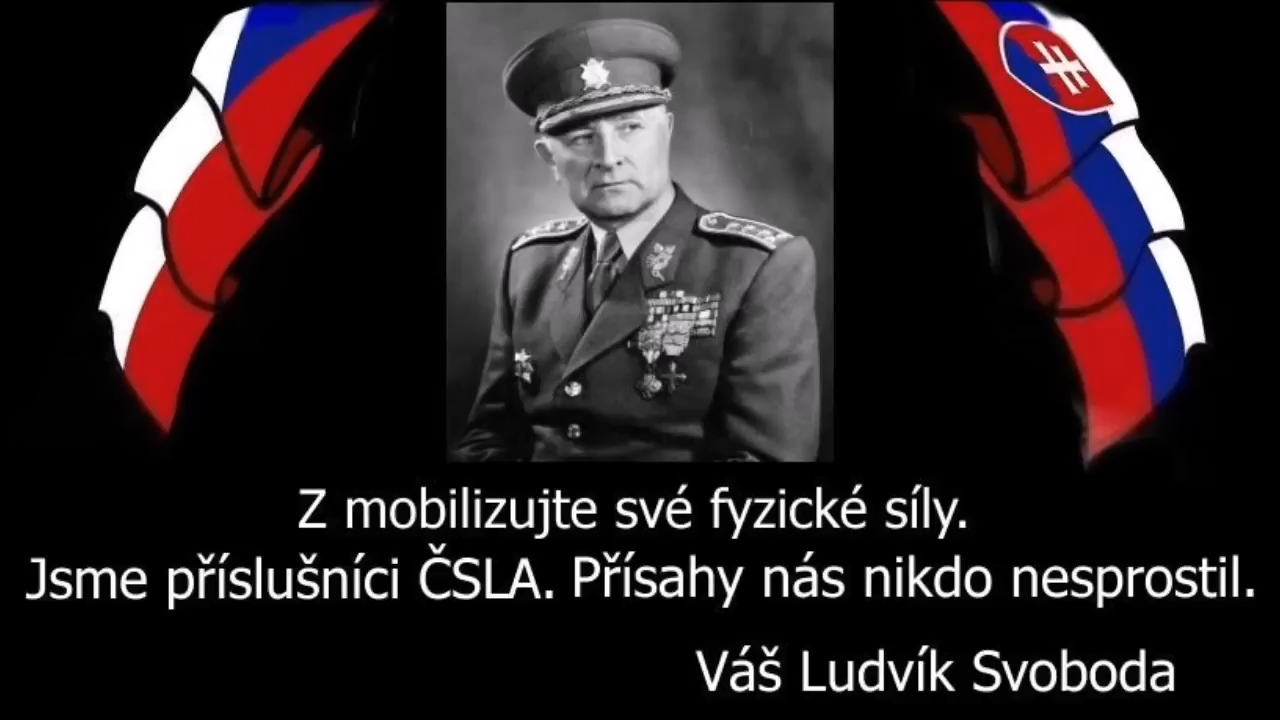 Z mobilizujte své fyzické síly.
Jsme příslušníci ČSLA. Přísahy nás nikdo nesprostil.
Váš Ludvík Svoboda